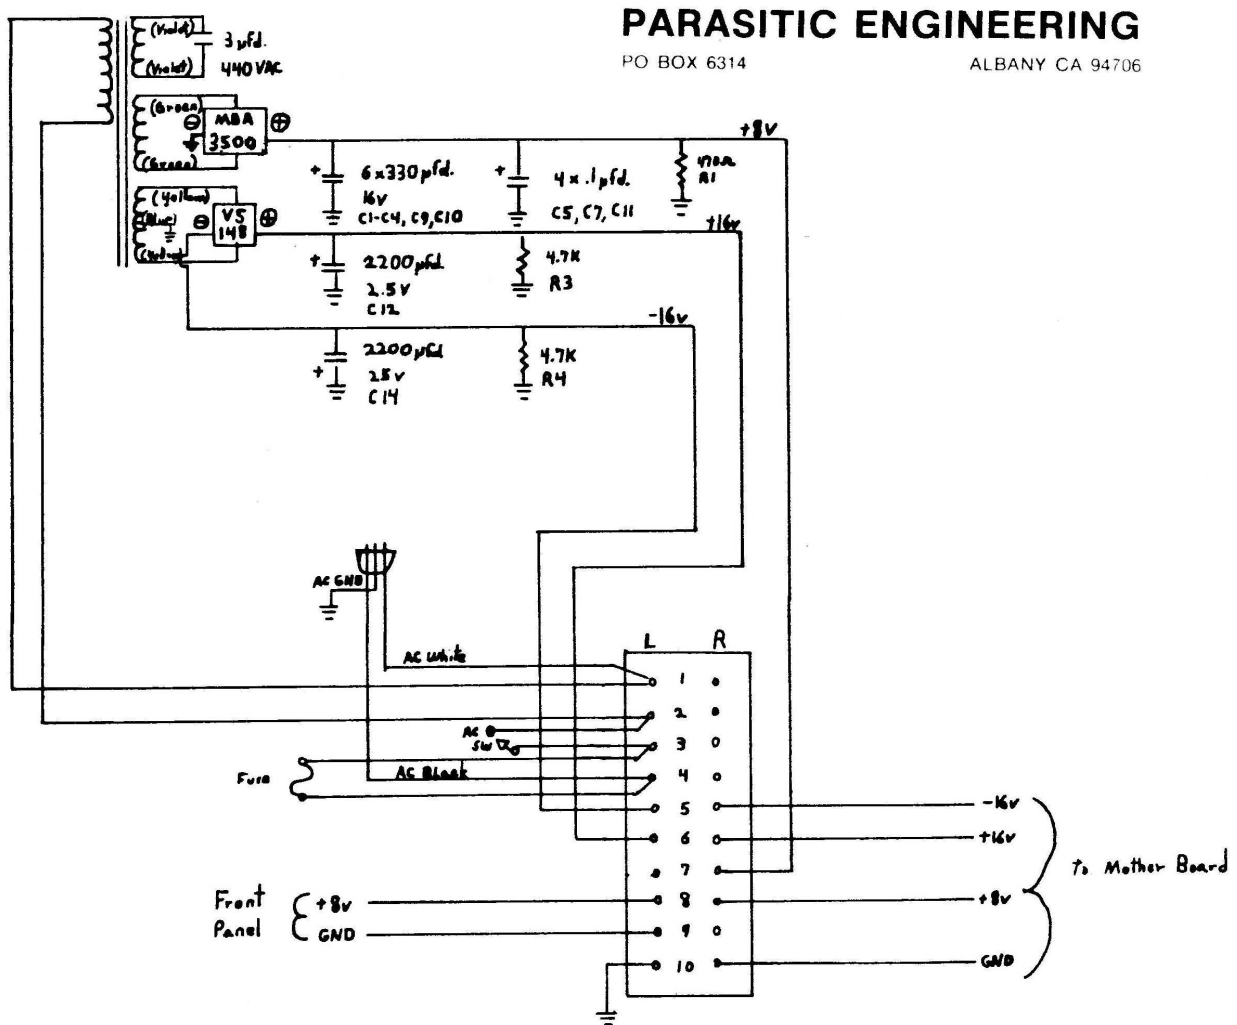 PARASITIC ENGINEERING
PO BOX 6314 ALBANY CA 94706
(Violet)
3 µfd.
(Violet)
440 VAC
(Green)
MDA
3500
(Green)
+8v
6x330 µfd.
16v
C1-C4, C9, C10
4 x .1 µfd.
C5, C7, C11
470Ω
R1
(Yellow)
(Blue)
(Yellow)
VS
148
+16v
2200 µfd.
2.5v
C12
4.7K
R3
-16v
2200 µfd
25v
C14
4.7K
R4
AC GND
L R
AC White
1
2
AC
SW
3
Fuse
AC Black
4
5
-16v
6
+16v
7
To Mother Board
Front
Panel
+8v
8
+8v
GND
9
10
GND